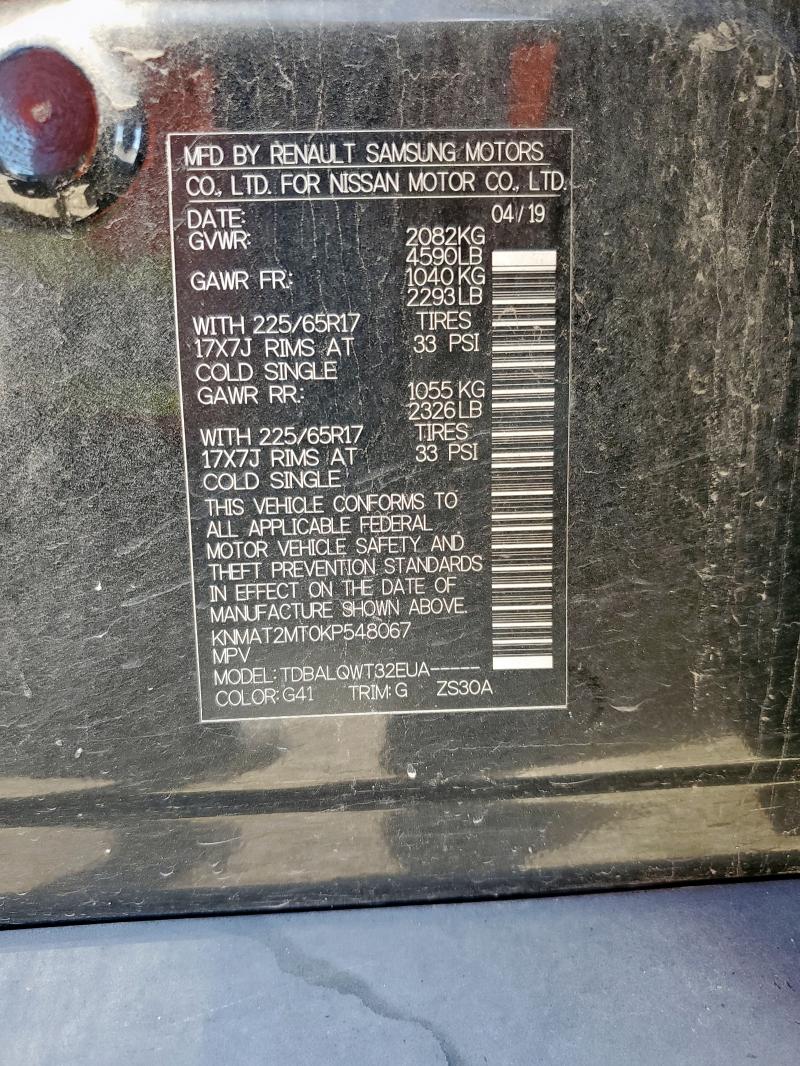 MFD BY RENAULT SAMSUNG MOTORS
CO., LTD. FOR NISSAN MOTOR CO., LTD.
DATE: 04/19
GVWR: 2082KG
4590LB
GAWR FR: 1040KG
2293LB
WITH 225/65R17 TIRES
17X7J RIMS AT 33 PSI
COLD SINGLE
GAWR RR: 1055KG
2326LB
WITH 225/65R17 TIRES
17X7J RIMS AT 33 PSI
COLD SINGLE
THIS VEHICLE CONFORMS TO
ALL APPLICABLE FEDERAL
MOTOR VEHICLE SAFETY AND
THEFT PREVENTION STANDARDS
IN EFFECT ON THE DATE OF
MANUFACTURE SHOWN ABOVE.
KNMAT2MT0KP548067
MPV
MODEL: TDBALQWT32EUA-----
COLOR: G41 TRIM: G ZS30A